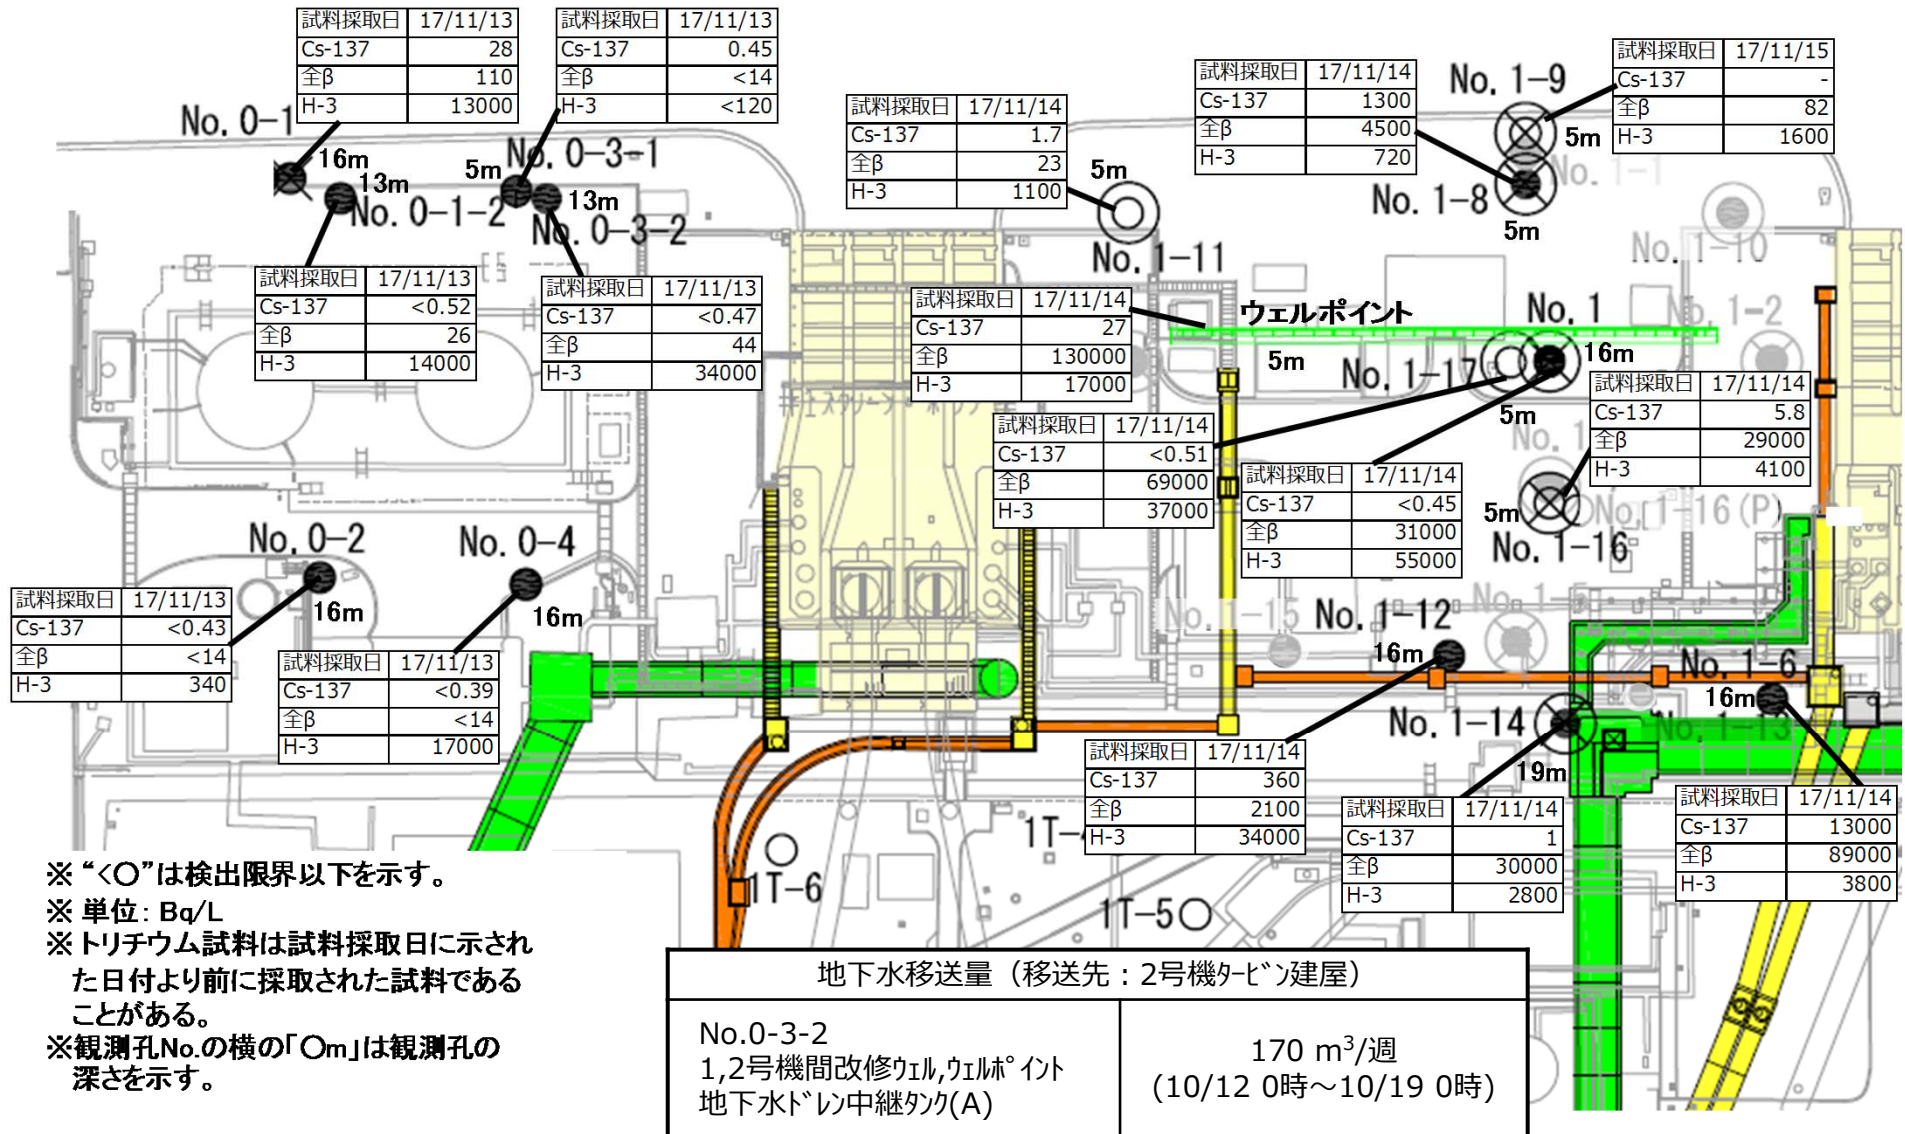 試料採取日 17/11/13
Cs-137 28
全β 110
H-3 13000
試料採取日 17/11/13
Cs-137 0.45
全β <14
H-3 <120
試料採取日 17/11/14
Cs-137 1.7
全β 23
H-3 1100
試料採取日 17/11/14
Cs-137 1300
全β 4500
H-3 720
試料採取日 17/11/15
Cs-137 -
全β 82
H-3 1600
No. 0-1
16m
13m
No. 0-1-2
5m
No. 0-3-1
13m
No. 0-3-2
5m
No. 1-11
No. 1-9
5m
No. 1-1
No. 1-8
5m
No. 1-10
試料採取日 17/11/13
Cs-137 <0.52
全β 26
H-3 14000
試料採取日 17/11/13
Cs-137 <0.47
全β 44
H-3 34000
試料採取日 17/11/14
Cs-137 27
全β 130000
H-3 17000
ウェルポイント
5m
No. 1
No. 1-2
16m
No. 1-17
5m
試料採取日 17/11/14
Cs-137 <0.51
全β 69000
H-3 37000
試料採取日 17/11/14
Cs-137 <0.45
全β 31000
H-3 55000
試料採取日 17/11/14
Cs-137 5.8
全β 29000
H-3 4100
5m
No. 1-16(P)
No. 1-16
No. 0-2
16m
No. 0-4
16m
試料採取日 17/11/13
Cs-137 <0.43
全β <14
H-3 340
試料採取日 17/11/13
Cs-137 <0.39
全β <14
H-3 17000
No. 1-15
No. 1-12
16m
No. 1-5
No. 1-6
16m
No. 1-13
No. 1-14
19m
試料採取日 17/11/14
Cs-137 360
全β 2100
H-3 34000
試料採取日 17/11/14
Cs-137 1
全β 30000
H-3 2800
試料採取日 17/11/14
Cs-137 13000
全β 89000
H-3 3800
1T-6
1T-5
※ “<○”は検出限界以下を示す。
※ 単位: Bq/L
※ トリチウム試料は試料採取日に示され
た日付より前に採取された試料である
ことがある。
※観測孔No.の横の「○m」は観測孔の
深さを示す。
地下水移送量（移送先：2号機ﾀｰﾋﾞﾝ建屋）
No.0-3-2
1,2号機間改修ｳｪﾙ,ｳｪﾙﾎﾟｲﾝﾄ
地下水ﾄﾞﾚﾝ中継ﾀﾝｸ(A)
170 m³/週
(10/12 0時～10/19 0時)